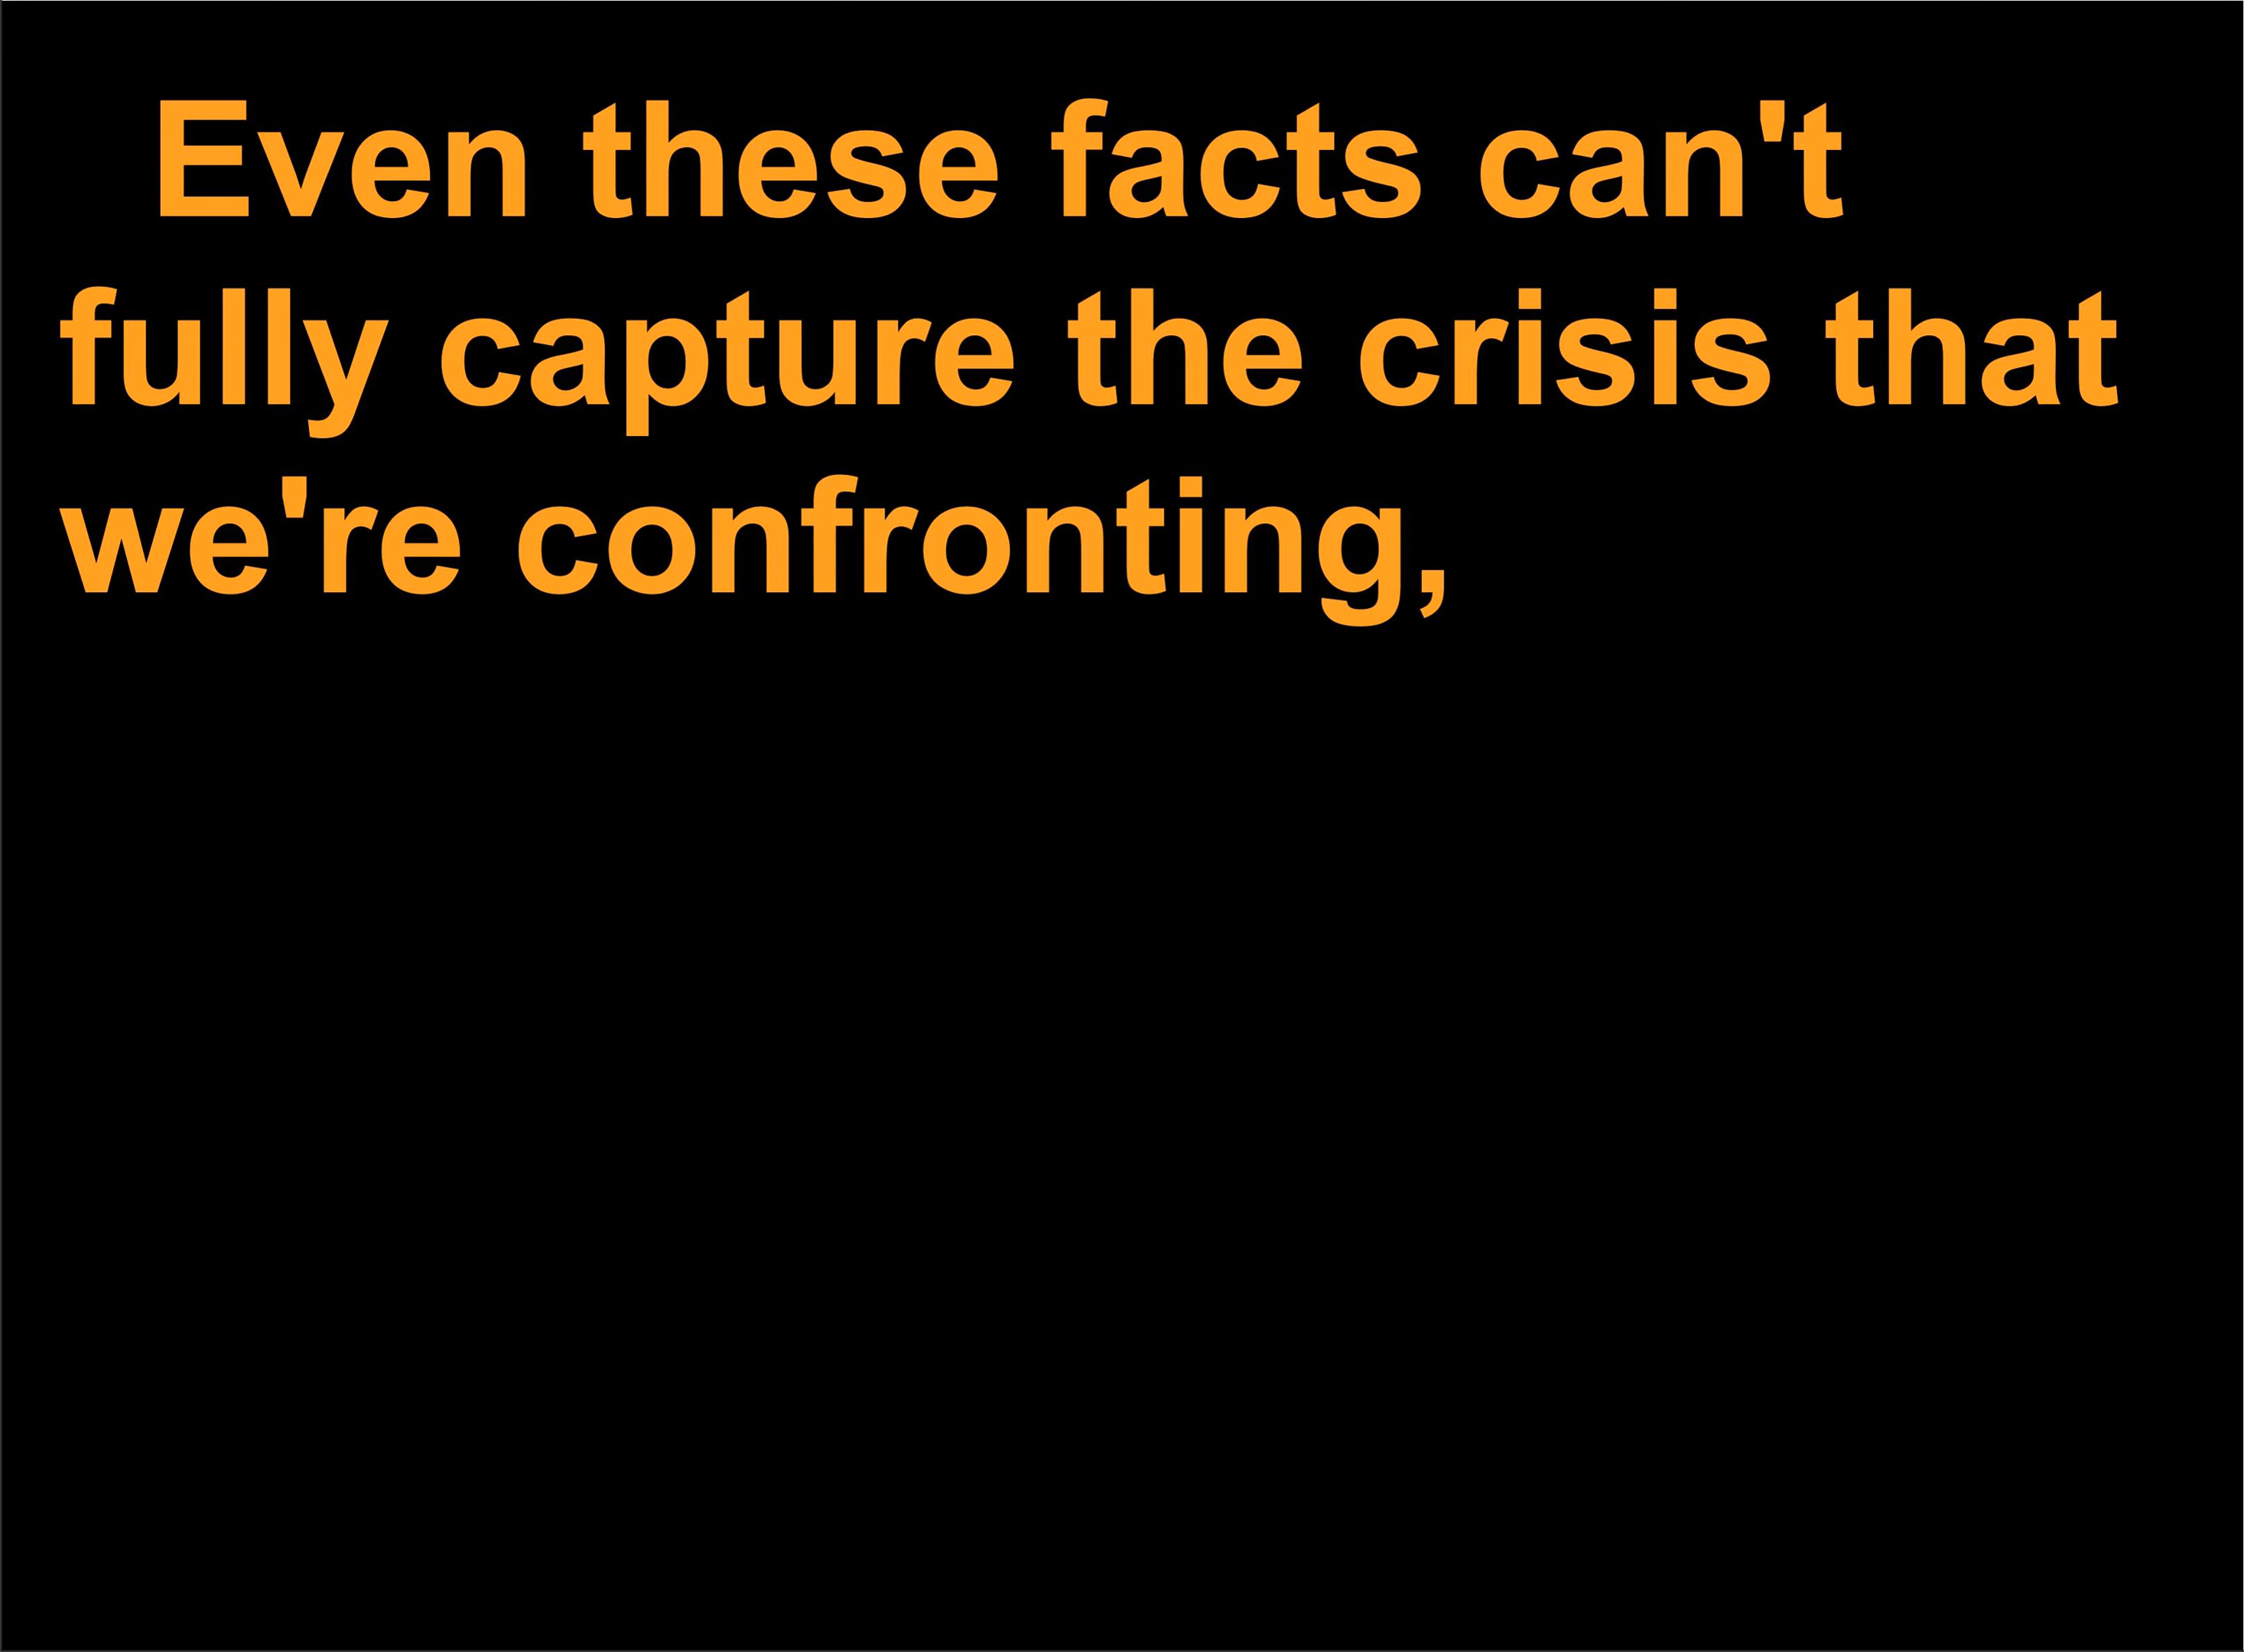 Even these facts can't
fully capture the crisis that
we're confronting,